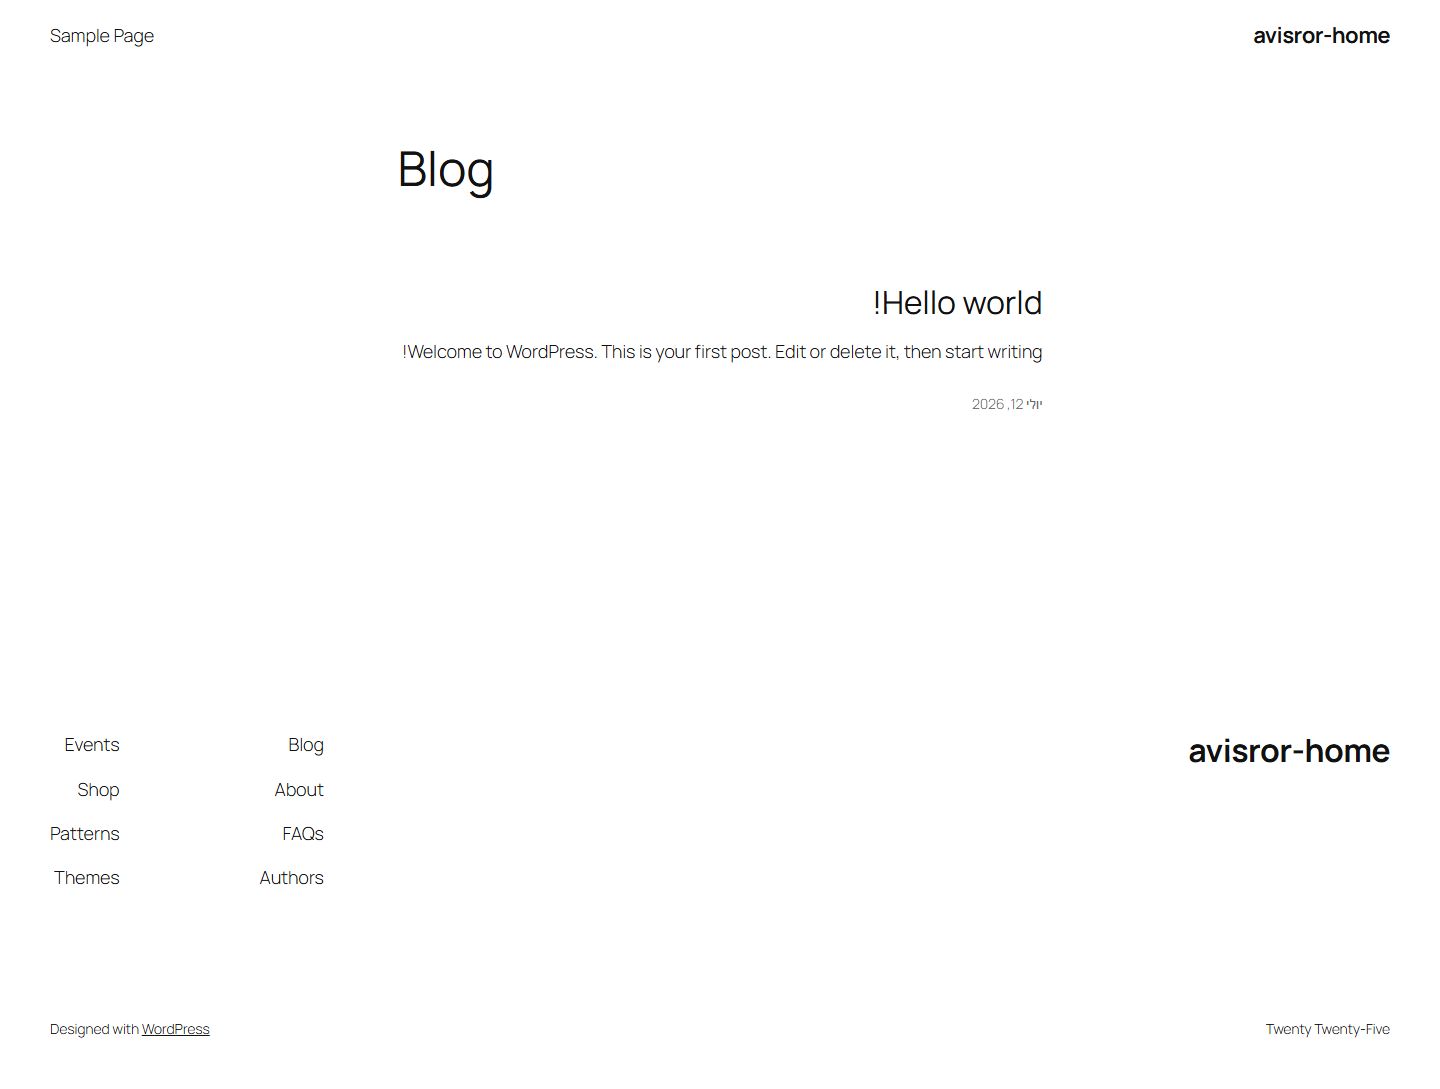 avisror-home
Sample Page
Blog
Hello world!
Welcome to WordPress. This is your first post. Edit or delete it, then start writing!
יולי 12, 2026
avisror-home
Blog
About
FAQs
Authors
Events
Shop
Patterns
Themes
Twenty Twenty-Five
Designed with WordPress